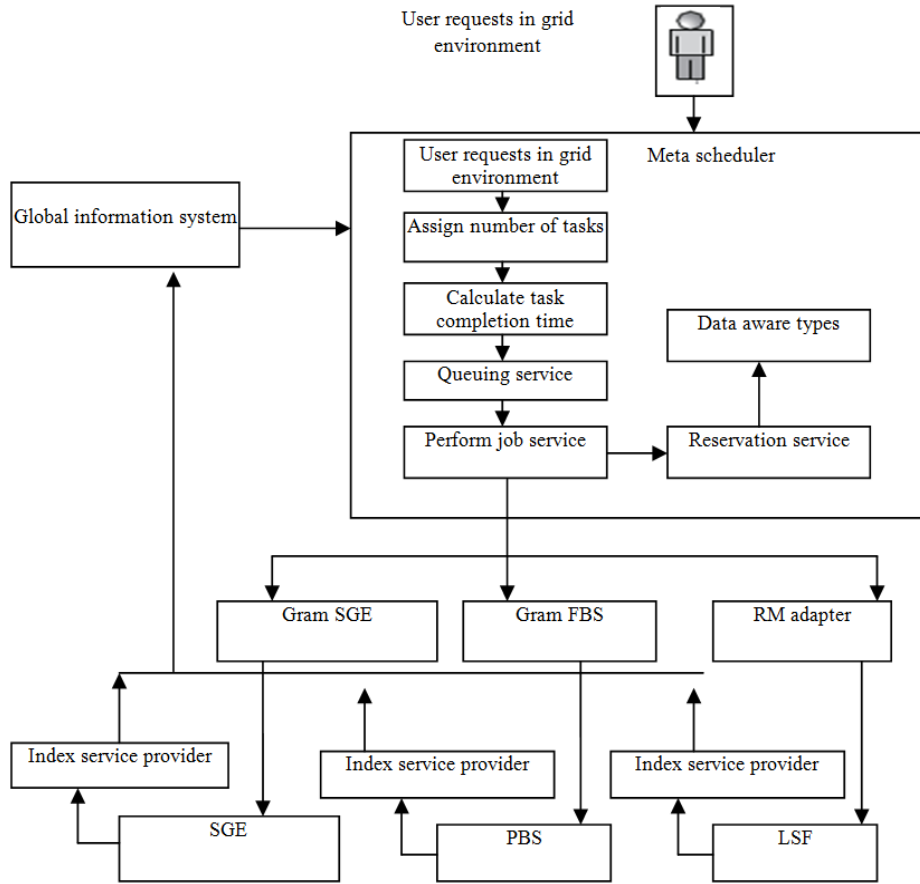 User requests in grid
environment
Meta scheduler
User requests in grid
environment
Global information system
Assign number of tasks
Calculate task
completion time
Data aware types
Queuing service
Perform job service
Reservation service
Gram SGE
Gram FBS
RM adapter
Index service provider
Index service provider
Index service provider
SGE
PBS
LSF